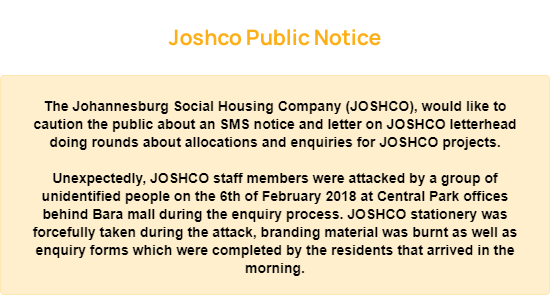 Joshco Public Notice
The Johannesburg Social Housing Company (JOSHCO), would like to
caution the public about an SMS notice and letter on JOSHCO letterhead
doing rounds about allocations and enquiries for JOSHCO projects.
Unexpectedly, JOSHCO staff members were attacked by a group of
unidentified people on the 6th of February 2018 at Central Park offices
behind Bara mall during the enquiry process. JOSHCO stationery was
forcefully taken during the attack, branding material was burnt as well as
enquiry forms which were completed by the residents that arrived in the
morning.